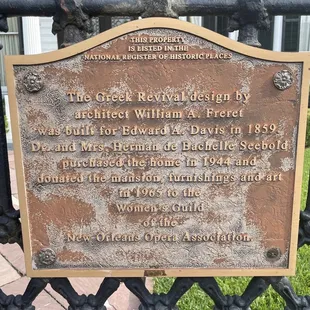 THIS PROPERTY
IS LISTED IN THE
NATIONAL REGISTER OF HISTORIC PLACES
The Greek Revival design by
architect William A. Freret
was built for Edward A. Davis in 1859.
Dr. and Mrs. Herman de Bachelle Seebold
purchased the home in 1944 and
donated the mansion, furnishings and art
in 1965 to the
Women's Guild
of the
New Orleans Opera Association